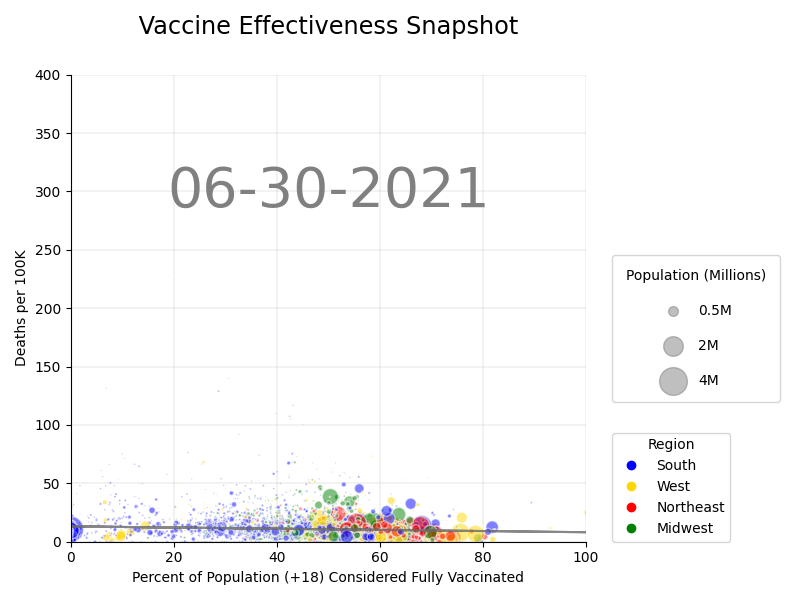 Vaccine Effectiveness Snapshot
400
350
300
250
200
150
100
50
0
Deaths per 100K
06-30-2021
0 20 40 60 80 100
Percent of Population (+18) Considered Fully Vaccinated
Population (Millions)
0.5M
2M
4M
Region
South
West
Northeast
Midwest